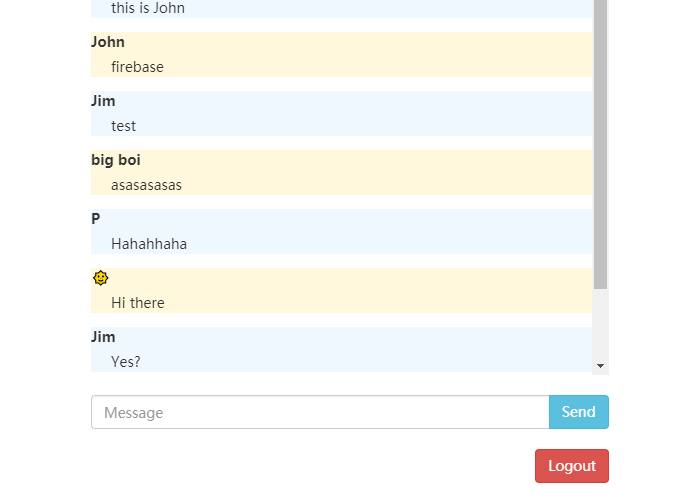 this is John
John
firebase
Jim
test
big boi
asasasasas
P
Hahahhaha
🌞
Hi there
Jim
Yes?
Message
Send
Logout